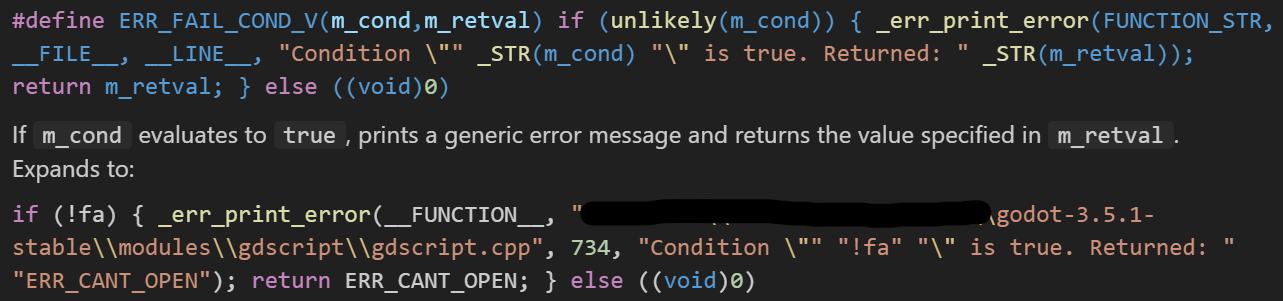 #define ERR_FAIL_COND_V(m_cond,m_retval) if (unlikely(m_cond)) { _err_print_error(FUNCTION_STR,
__FILE__, __LINE__, "Condition \"" _STR(m_cond) "\" is true. Returned: " _STR(m_retval));
return m_retval; } else ((void)0)
If m_cond evaluates to true, prints a generic error message and returns the value specified in m_retval.
Expands to:
if (!fa) { _err_print_error(__FUNCTION__, " \godot-3.5.1-
stable\\modules\\gdscript\\gdscript.cpp", 734, "Condition \"" "!fa" "\" is true. Returned: "
"ERR_CANT_OPEN"); return ERR_CANT_OPEN; } else ((void)0)